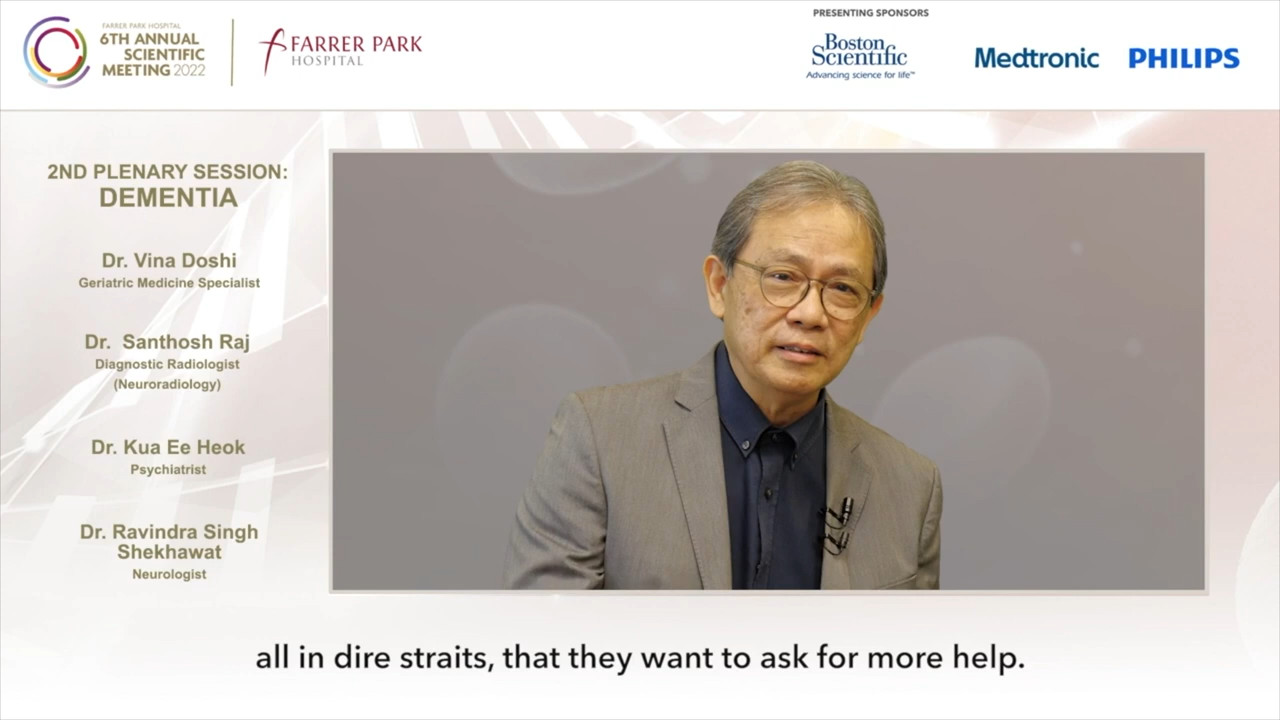 FARRER PARK HOSPITAL
6TH ANNUAL
SCIENTIFIC
MEETING 2022
FARRER PARK
HOSPITAL
PRESENTING SPONSORS
Boston
Scientific
Advancing science for life™
Medtronic
PHILIPS
2ND PLENARY SESSION:
DEMENTIA
Dr. Vina Doshi
Geriatric Medicine Specialist
Dr. Santhosh Raj
Diagnostic Radiologist
(Neuroradiology)
Dr. Kua Ee Heok
Psychiatrist
Dr. Ravindra Singh
Shekhawat
Neurologist
all in dire straits, that they want to ask for more help.